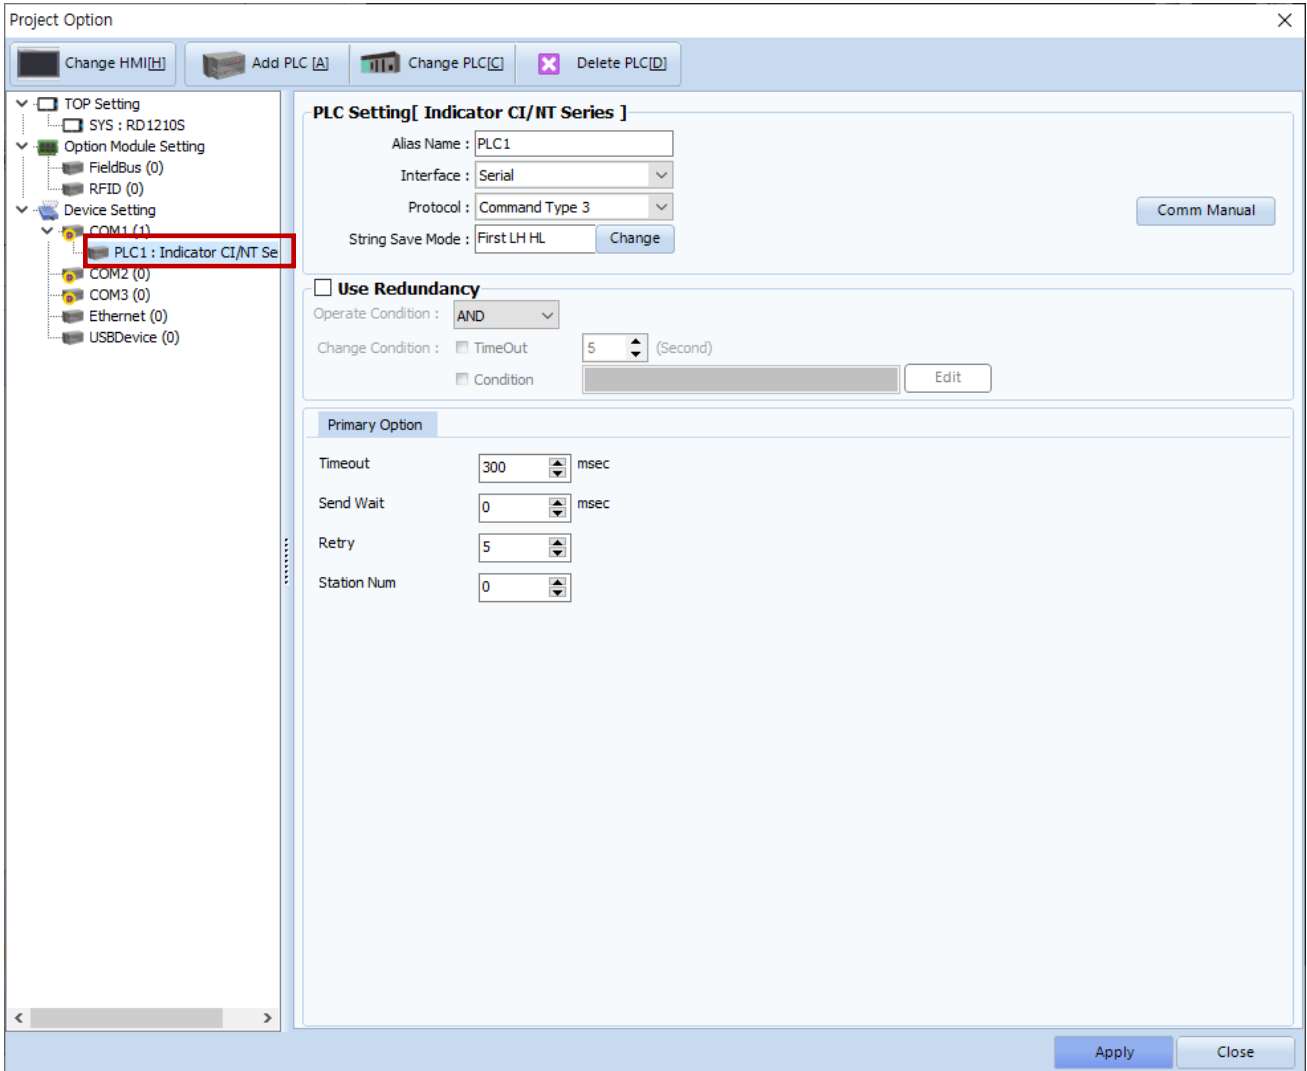 Project Option
Change HMI[H]
Add PLC [A]
Change PLC[C]
Delete PLC[D]
TOP Setting
SYS : RD1210S
Option Module Setting
FieldBus (0)
RFID (0)
Device Setting
COM1 (1)
PLC1 : Indicator CI/NT Se
COM2 (0)
COM3 (0)
Ethernet (0)
USBDevice (0)
PLC Setting[ Indicator CI/NT Series ]
Alias Name : PLC1
Interface : Serial
Protocol : Command Type 3
Comm Manual
String Save Mode : First LH HL Change
Use Redundancy
Operate Condition : AND
Change Condition : TimeOut 5 (Second)
Condition Edit
Primary Option
Timeout 300 msec
Send Wait 0 msec
Retry 5
Station Num 0
Apply Close